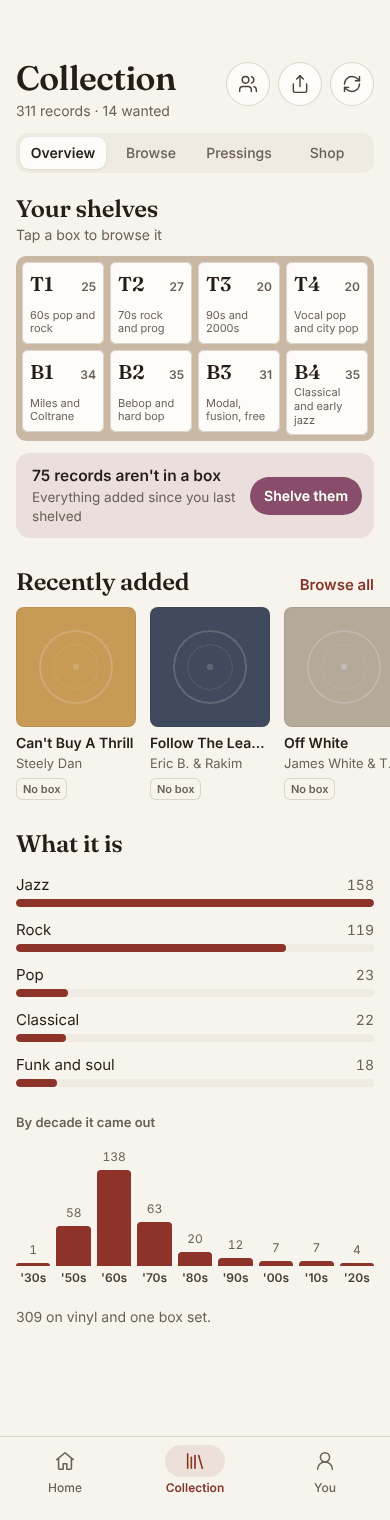 Collection
311 records · 14 wanted
Overview
Browse
Pressings
Shop
Your shelves
Tap a box to browse it
T1 25
60s pop and
rock
T2 27
70s rock
and prog
T3 20
90s and
2000s
T4 20
Vocal pop
and city pop
B1 34
Miles and
Coltrane
B2 35
Bebop and
hard bop
B3 31
Modal,
fusion, free
B4 35
Classical
and early
jazz
75 records aren't in a box
Everything added since you last
shelved
Shelve them
Recently added
Browse all
Can't Buy A Thrill
Steely Dan
No box
Follow The Lea...
Eric B. & Rakim
No box
Off White
James White & T.
No box
What it is
Jazz 158
Rock 119
Pop 23
Classical 22
Funk and soul 18
By decade it came out
1 58 138 63 20 12 7 7 4
'30s '50s '60s '70s '80s '90s '00s '10s '20s
309 on vinyl and one box set.
Home
Collection
You